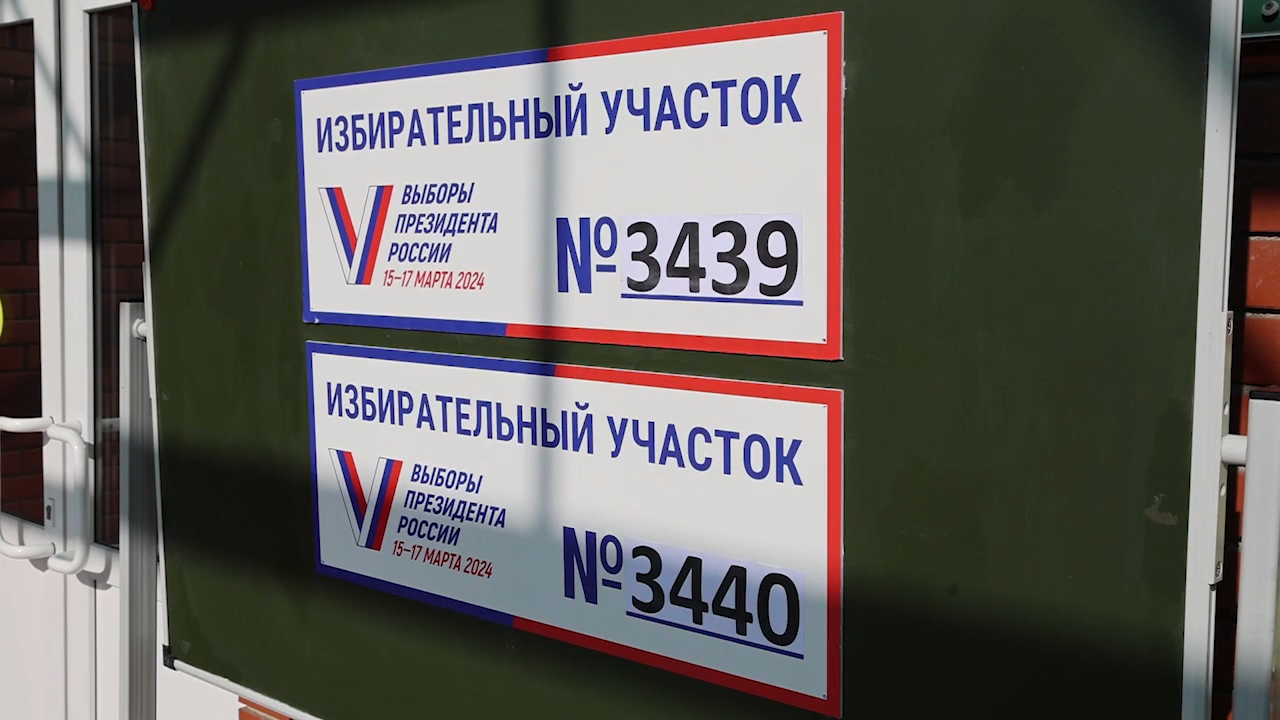 ИЗБИРАТЕЛЬНЫЙ УЧАСТОК
ВЫБОРЫ
ПРЕЗИДЕНТА
РОССИИ
15–17 МАРТА 2024
№3439
ИЗБИРАТЕЛЬНЫЙ УЧАСТОК
ВЫБОРЫ
ПРЕЗИДЕНТА
РОССИИ
15–17 МАРТА 2024
№3440